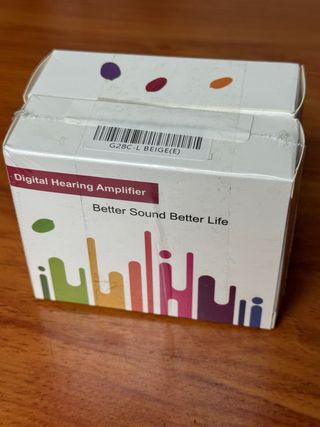 G28C-L BEIGE(E)
Digital Hearing Amplifier
Better Sound Better Life